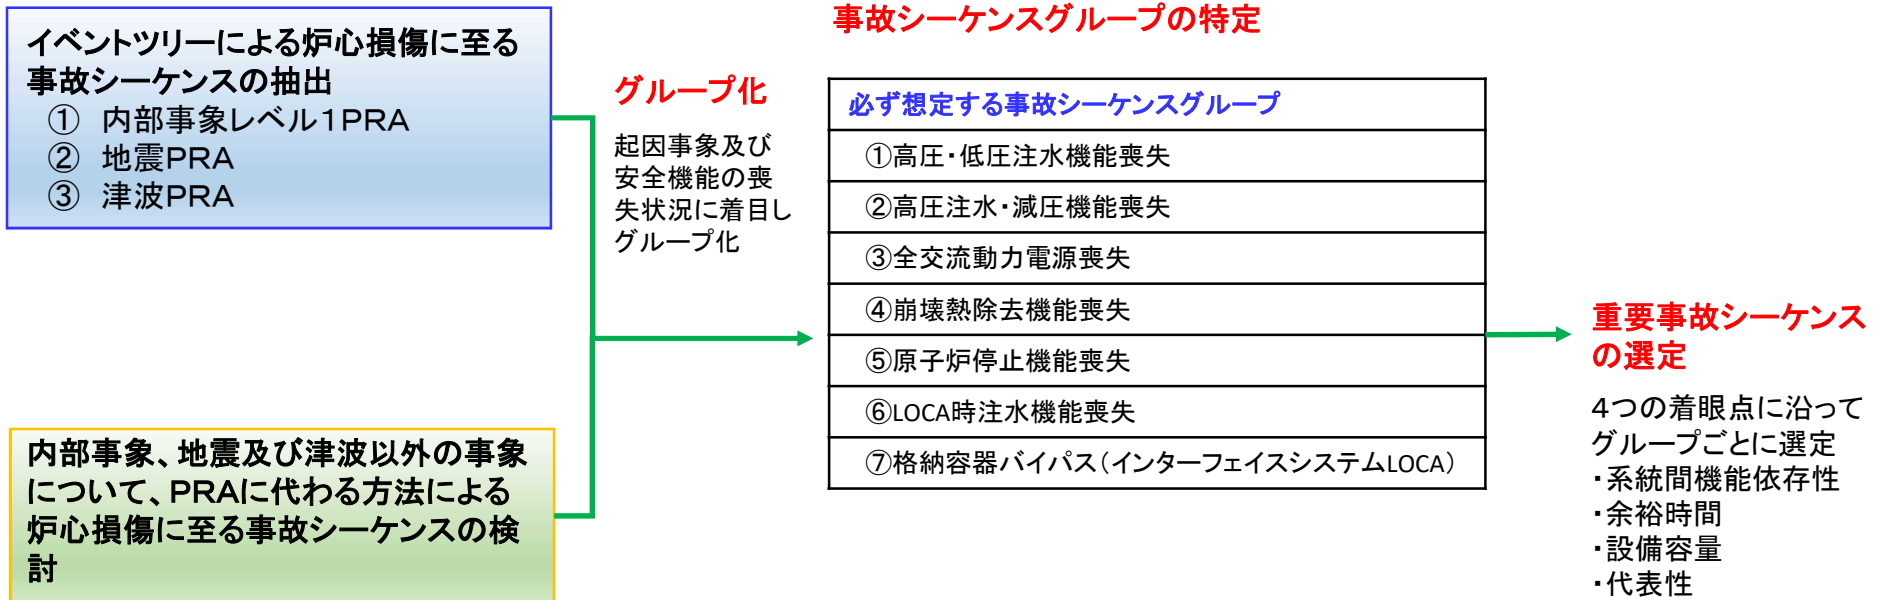 イベントツリーによる炉心損傷に至る
事故シーケンスの抽出
① 内部事象レベル1PRA
② 地震PRA
③ 津波PRA
内部事象、地震及び津波以外の事象
について、PRAに代わる方法による
炉心損傷に至る事故シーケンスの検
討
グループ化
起因事象及び
安全機能の喪
失状況に着目し
グループ化
事故シーケンスグループの特定
必ず想定する事故シーケンスグループ
①高圧・低圧注水機能喪失
②高圧注水・減圧機能喪失
③全交流動力電源喪失
④崩壊熱除去機能喪失
⑤原子炉停止機能喪失
⑥LOCA時注水機能喪失
⑦格納容器バイパス(インターフェイスシステムLOCA)
重要事故シーケンス
の選定
4つの着眼点に沿って
グループごとに選定
・系統間機能依存性
・余裕時間
・設備容量
・代表性